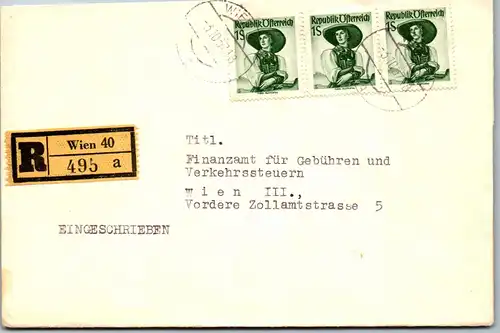 WIEN
Republik Österreich
1S
Republik Österreich
1S
Republik Österreich
1S
R
Wien 40
495 a
Titl.
Finanzamt für Gebühren und
Verkehrssteuern
W i e n  III.,
Vordere Zollamtstrasse 5
EINGESCHRIEBEN